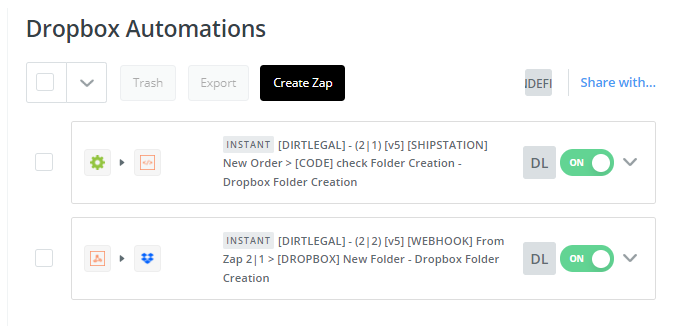 Dropbox Automations
Trash
Export
Create Zap
IDEFI
Share with...
INSTANT [DIRTLEGAL] - (2|1) [v5] [SHIPSTATION]
New Order > [CODE] check Folder Creation -
Dropbox Folder Creation
DL
ON
INSTANT [DIRTLEGAL] - (2|2) [v5] [WEBHOOK] From
Zap 2|1 > [DROPBOX] New Folder - Dropbox Folder
Creation
DL
ON